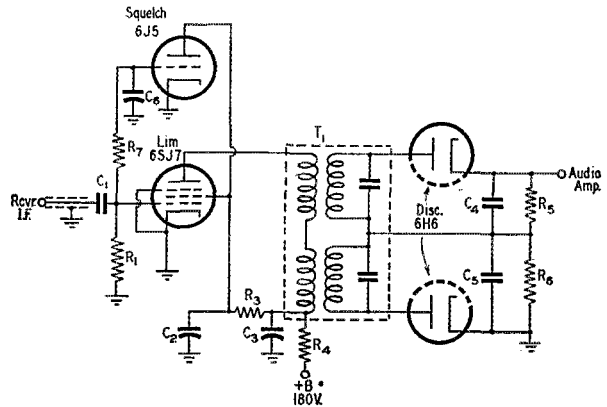 Squelch
6J5
C6
R7
Lim
6SJ7
C1
Rcvr
I.F.
R1
T1
Disc.
6H6
C4
R5
Audio
Amp.
C5
R6
R3
C2
C3
R4
+B
180V.